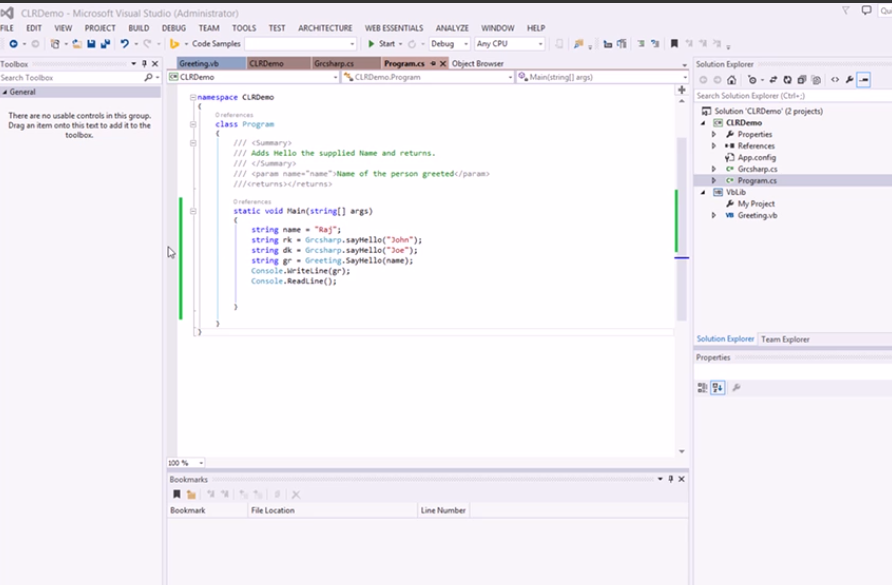 CLRDemo - Microsoft Visual Studio (Administrator)
FILE EDIT VIEW PROJECT BUILD DEBUG TEAM TOOLS TEST ARCHITECTURE WEB ESSENTIALS ANALYZE WINDOW HELP
Code Samples Start Debug Any CPU
Toolbox
Search Toolbox
General
There are no usable controls in this group.
Drag an item onto this text to add it to the
toolbox.
Greeting.vb CLRDemo Grcsharp.cs Program.cs Object Browser
CLRDemo CLRDemo.Program Main(string[] args)
namespace CLRDemo
{
0 references
class Program
{
/// <Summary>
/// Adds Hello the supplied Name and returns.
/// </Summary>
/// <param name="name">Name of the person greeted</param>
///<returns></returns>
0 references
static void Main(string[] args)
{
string name = "Raj";
string rk = Grcsharp.sayHello("John");
string dk = Grcsharp.sayHello("Joe");
string gr = Greeting.SayHello(name);
Console.WriteLine(gr);
Console.ReadLine();
}
}
}
100 %
Bookmarks
Bookmark File Location Line Number
Solution Explorer
Search Solution Explorer (Ctrl+;)
Solution 'CLRDemo' (2 projects)
CLRDemo
Properties
References
App.config
Grcsharp.cs
Program.cs
VbLib
My Project
Greeting.vb
Solution Explorer Team Explorer
Properties